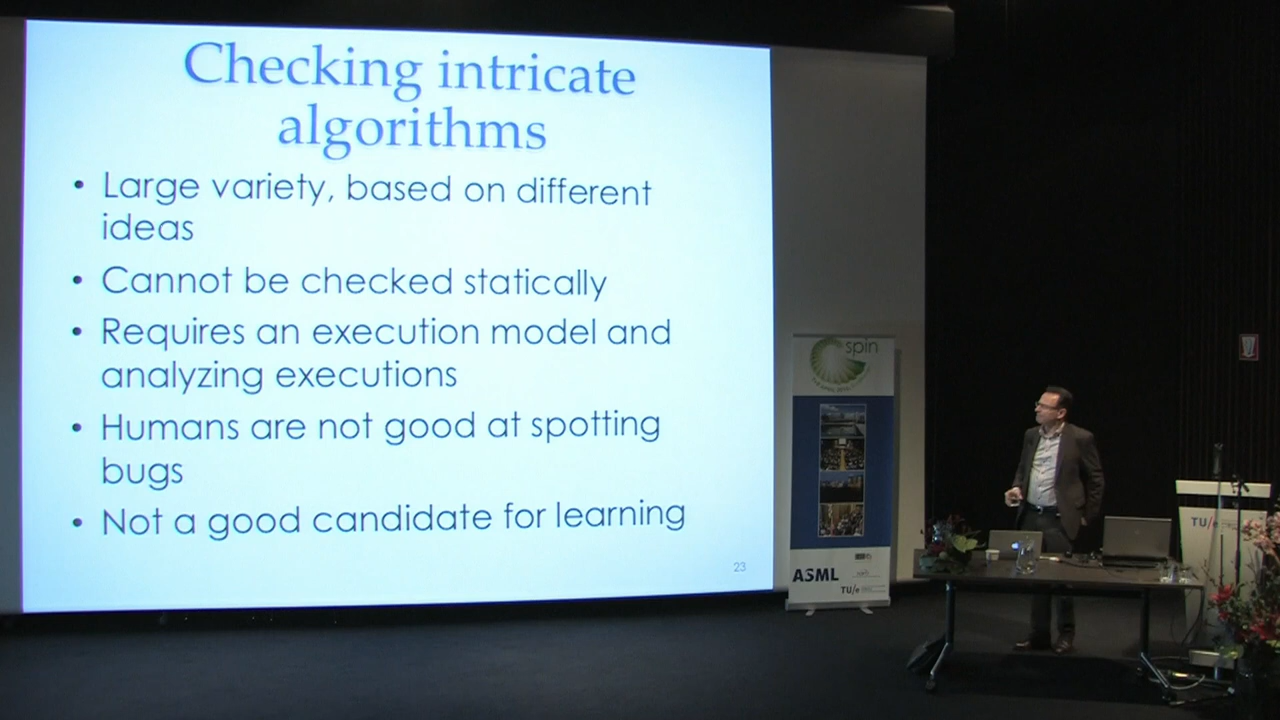 Checking intricate
algorithms
• Large variety, based on different
ideas
• Cannot be checked statically
• Requires an execution model and
analyzing executions
• Humans are not good at spotting
bugs
• Not a good candidate for learning
23
spin
ASML
TU/e
TU/e